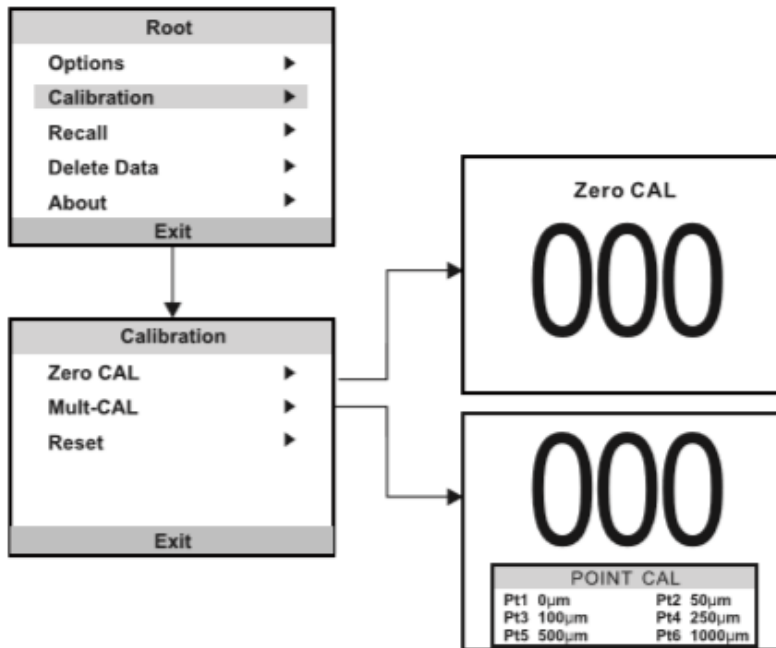 Root
Options
Calibration
Recall
Delete Data
About
Exit
Calibration
Zero CAL
Mult-CAL
Reset
Exit
Zero CAL
000
000
POINT CAL
Pt1 0μm Pt2 50μm
Pt3 100μm Pt4 250μm
Pt5 500μm Pt6 1000μm